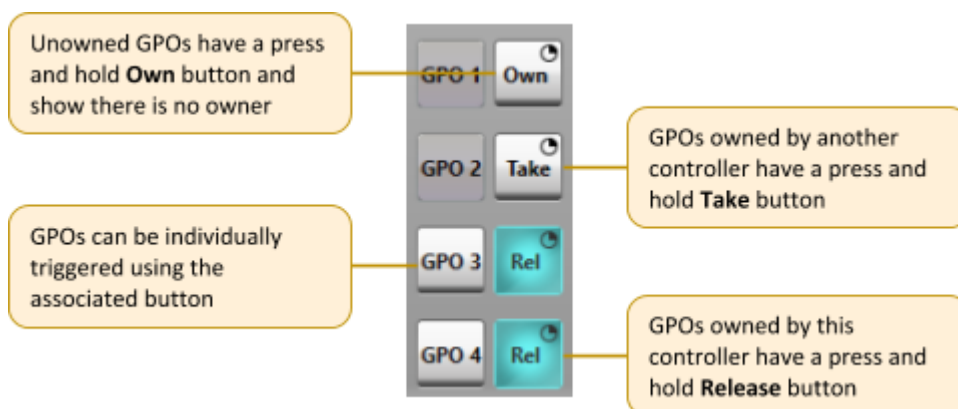 Unowned GPOs have a press
and hold Own button and
show there is no owner
GPO 1
Own
GPO 2
Take
GPOs owned by another
controller have a press and
hold Take button
GPOs can be individually
triggered using the
associated button
GPO 3
Rel
GPO 4
Rel
GPOs owned by this
controller have a press and
hold Release button